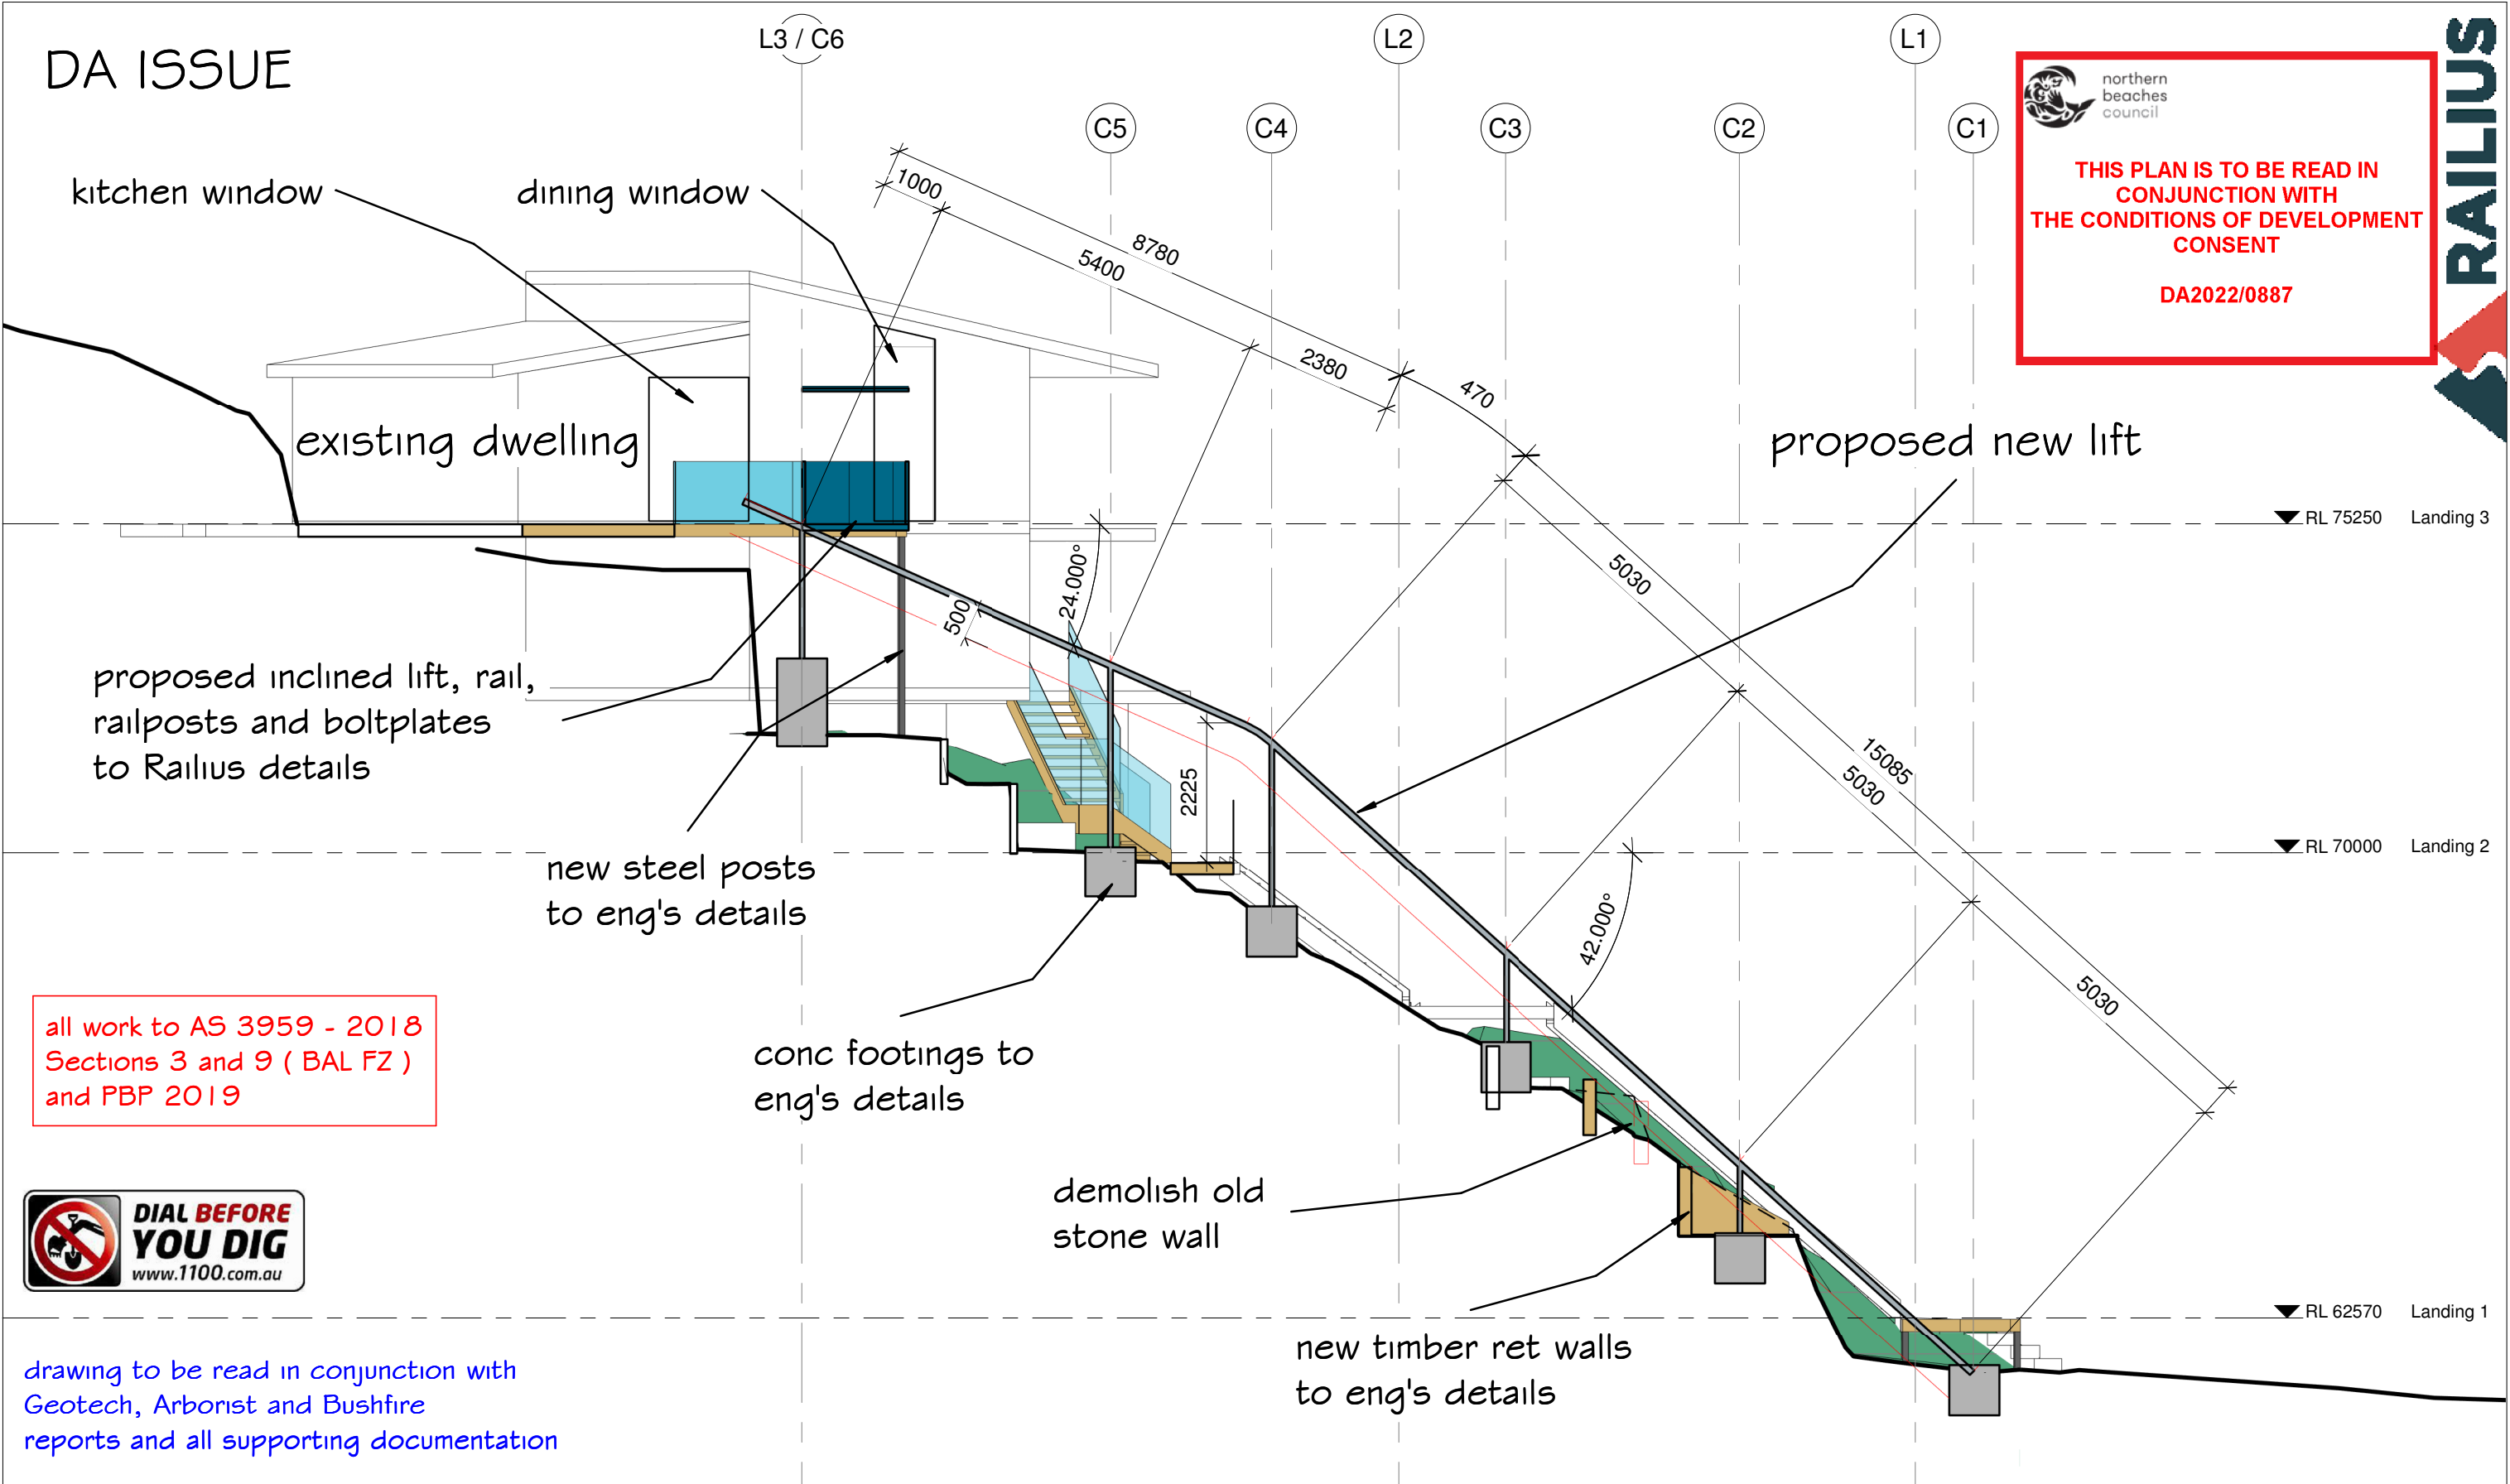 DA ISSUE
L3 / C6
L2
L1
C5
C4
C3
C2
C1
northern
beaches
council
THIS PLAN IS TO BE READ IN
CONJUNCTION WITH
THE CONDITIONS OF DEVELOPMENT
CONSENT
DA2022/0887
RAILIUS
kitchen window
dining window
1000
8780
5400
2380
470
existing dwelling
proposed new lift
RL 75250 Landing 3
5030
24.000°
500
proposed inclined lift, rail,
railposts and boltplates
to Railius details
2225
15085
5030
RL 70000 Landing 2
new steel posts
to eng's details
42.000°
5030
all work to AS 3959 - 2018
Sections 3 and 9 ( BAL FZ )
and PBP 2019
conc footings to
eng's details
demolish old
stone wall
DIAL BEFORE
YOU DIG
www.1100.com.au
RL 62570 Landing 1
new timber ret walls
to eng's details
drawing to be read in conjunction with
Geotech, Arborist and Bushfire
reports and all supporting documentation